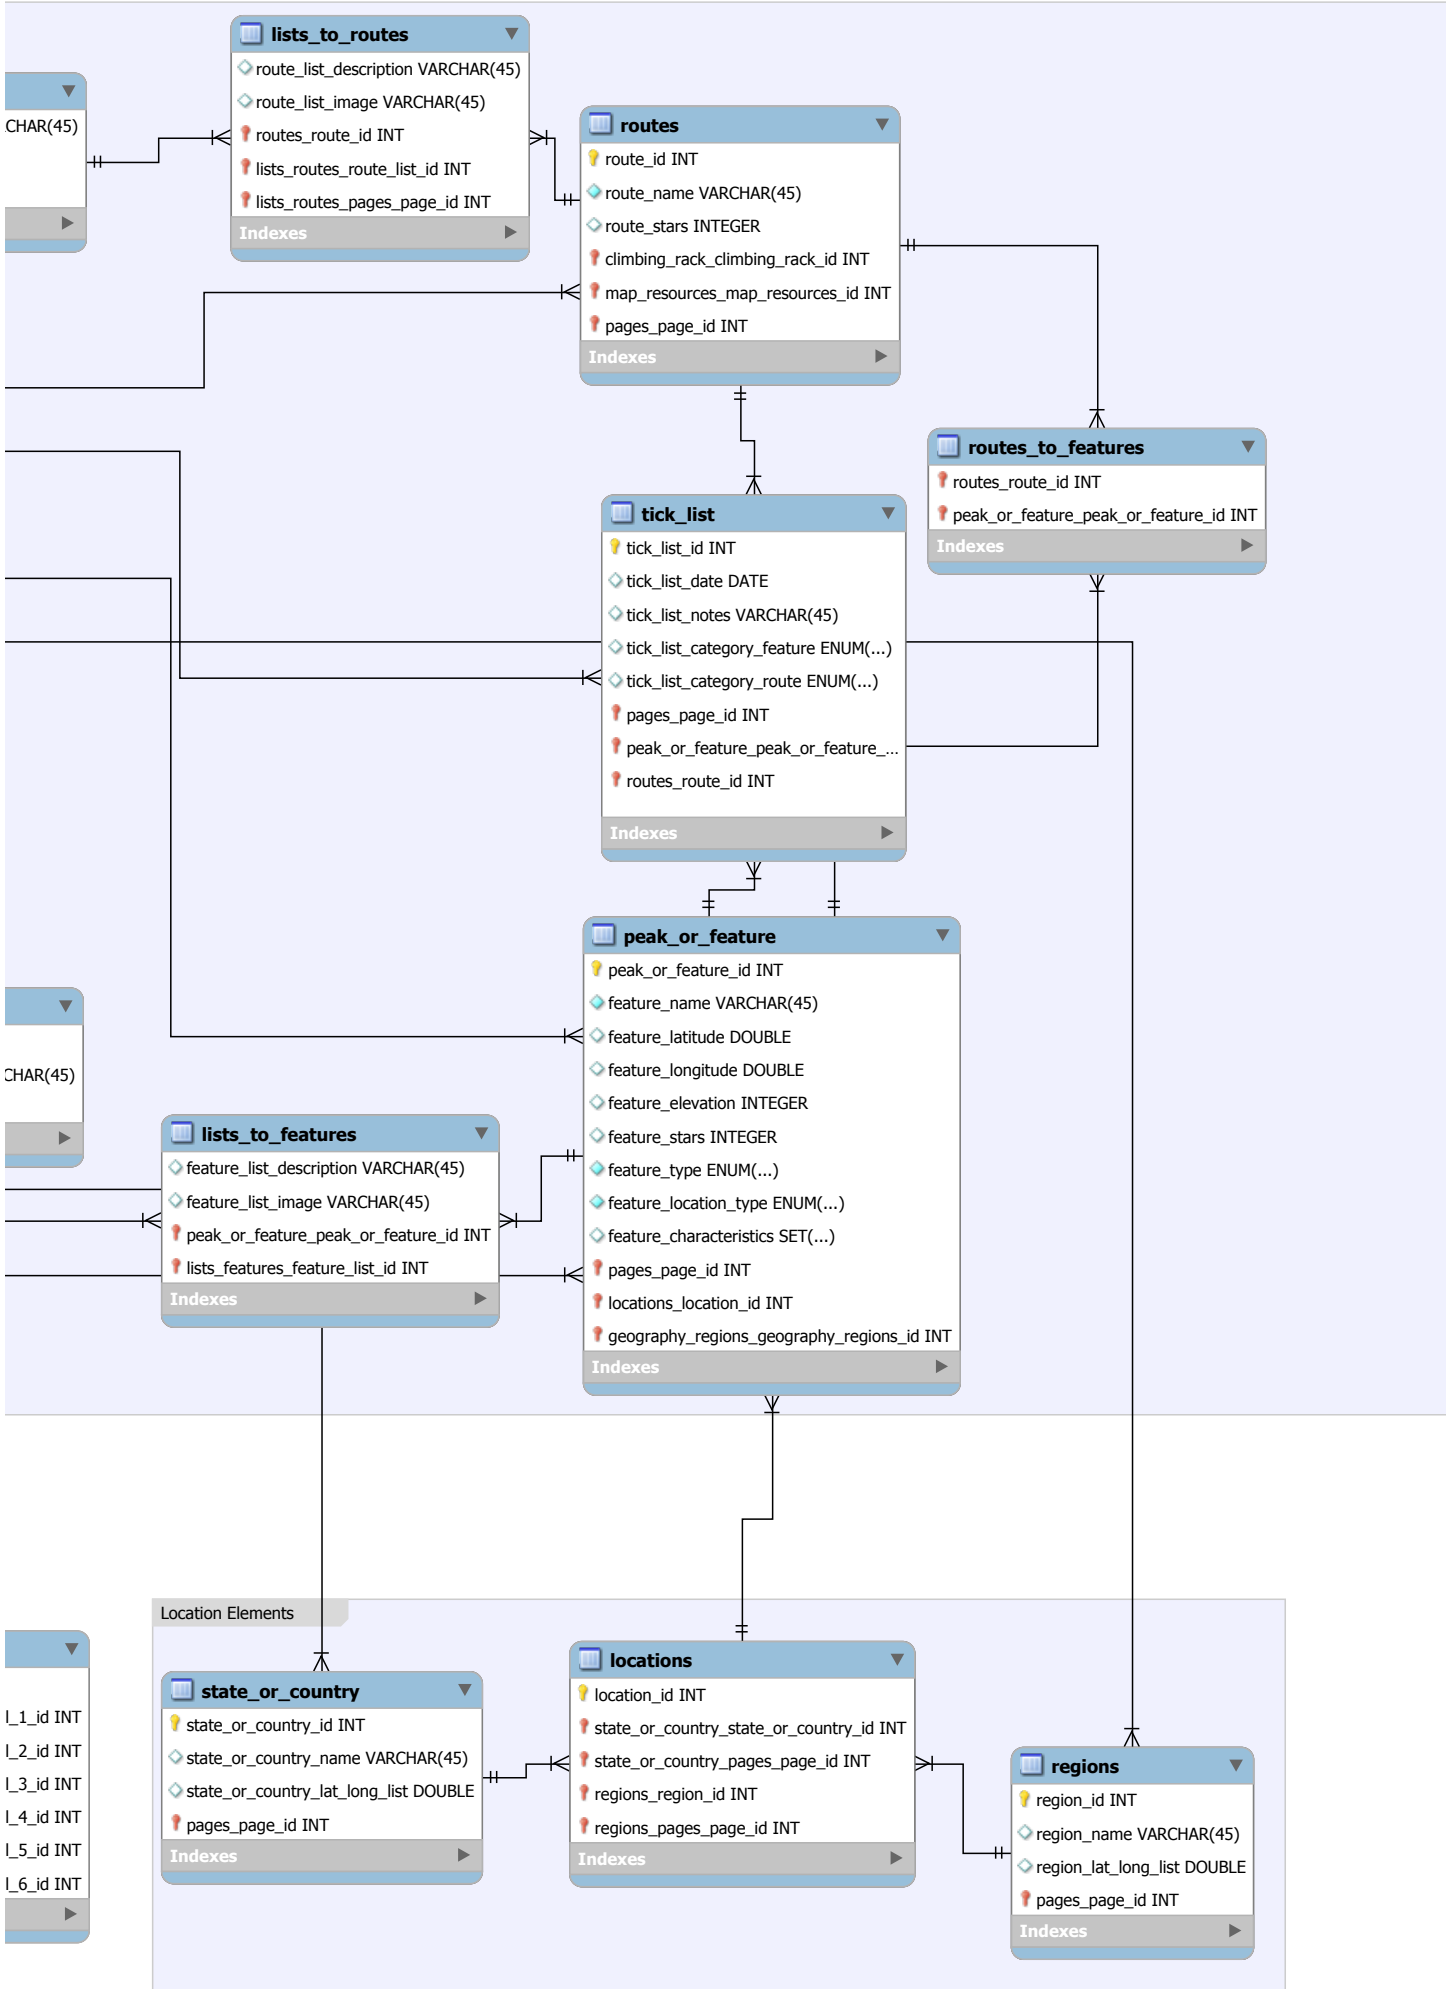 lists_to_routes
route_list_description VARCHAR(45)
route_list_image VARCHAR(45)
routes_route_id INT
lists_routes_route_list_id INT
lists_routes_pages_page_id INT
Indexes
CHAR(45)
routes
route_id INT
route_name VARCHAR(45)
route_stars INTEGER
climbing_rack_climbing_rack_id INT
map_resources_map_resources_id INT
pages_page_id INT
Indexes
routes_to_features
routes_route_id INT
peak_or_feature_peak_or_feature_id INT
Indexes
tick_list
tick_list_id INT
tick_list_date DATE
tick_list_notes VARCHAR(45)
tick_list_category_feature ENUM(...)
tick_list_category_route ENUM(...)
pages_page_id INT
peak_or_feature_peak_or_feature_...
routes_route_id INT
Indexes
peak_or_feature
peak_or_feature_id INT
feature_name VARCHAR(45)
feature_latitude DOUBLE
feature_longitude DOUBLE
feature_elevation INTEGER
feature_stars INTEGER
feature_type ENUM(...)
feature_location_type ENUM(...)
feature_characteristics SET(...)
pages_page_id INT
locations_location_id INT
geography_regions_geography_regions_id INT
Indexes
CHAR(45)
lists_to_features
feature_list_description VARCHAR(45)
feature_list_image VARCHAR(45)
peak_or_feature_peak_or_feature_id INT
lists_features_feature_list_id INT
Indexes
Location Elements
l_1_id INT
l_2_id INT
l_3_id INT
l_4_id INT
l_5_id INT
l_6_id INT
state_or_country
state_or_country_id INT
state_or_country_name VARCHAR(45)
state_or_country_lat_long_list DOUBLE
pages_page_id INT
Indexes
locations
location_id INT
state_or_country_state_or_country_id INT
state_or_country_pages_page_id INT
regions_region_id INT
regions_pages_page_id INT
Indexes
regions
region_id INT
region_name VARCHAR(45)
region_lat_long_list DOUBLE
pages_page_id INT
Indexes